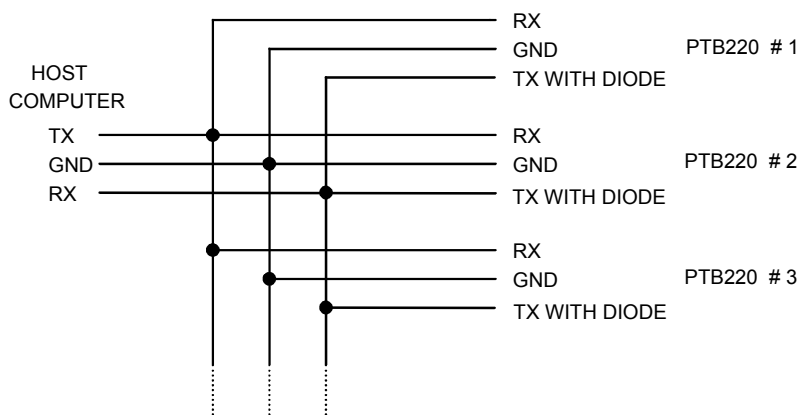 RX
GND
PTB220 # 1
TX WITH DIODE
HOST
COMPUTER
TX
GND
RX
RX
GND
PTB220 # 2
TX WITH DIODE
RX
GND
PTB220 # 3
TX WITH DIODE